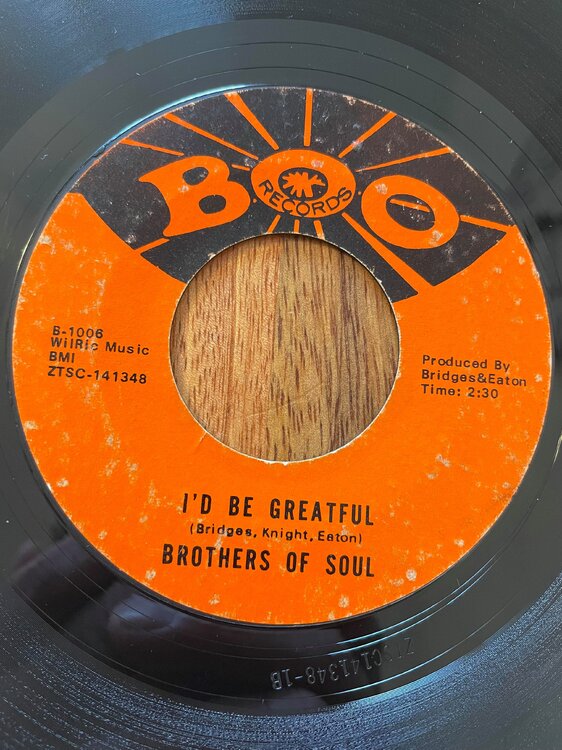 B O
RECORDS
B-1006
WilRic Music
BMI
ZTSC-141348
Produced By
Bridges&Eaton
Time: 2:30
I'D BE GREATFUL
(Bridges, Knight, Eaton)
BROTHERS OF SOUL
ZTSC141348-1B